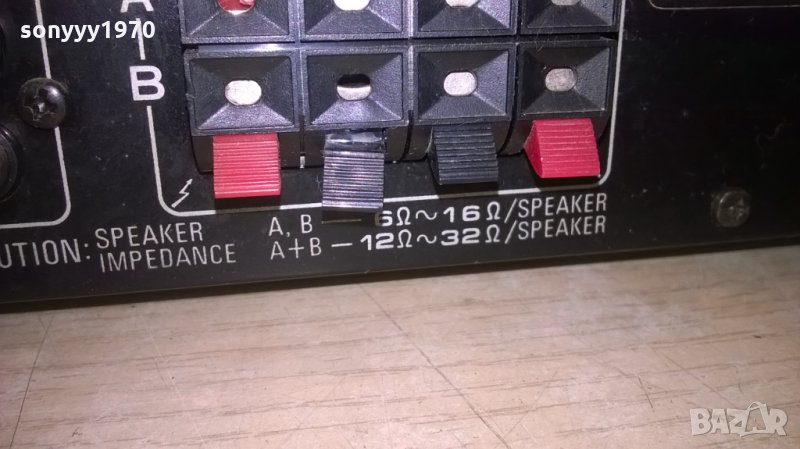 sonyyy1970
A
B
UTION: SPEAKER IMPEDANCE
A, B — 6Ω~16Ω/SPEAKER
A+B — 12Ω~32Ω/SPEAKER
BAZAR